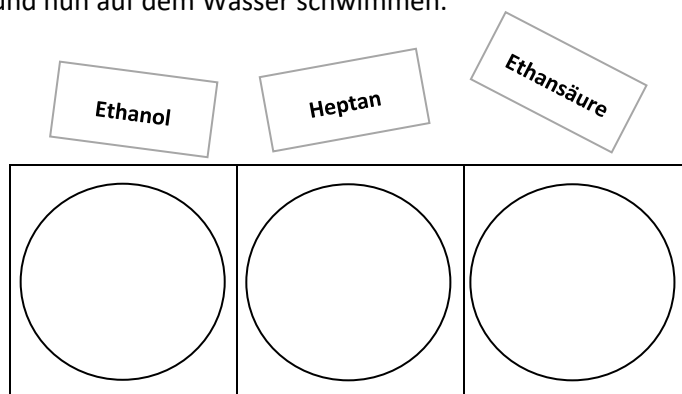 und nun auf dem Wasser schwimmen.
Ethanol
Heptan
Ethansäure